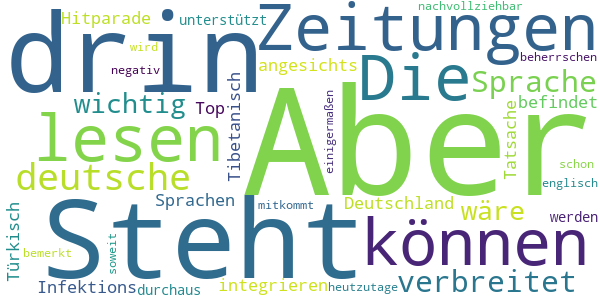 nachvollziehbar
Hitparade
unterstützt
drin
Zeitungen
wird
negativ
angesichts
Die
beherrschen
Sprache
wichtig
Top
Tibetanisch
einigermaßen
befindet
lesen
Aber
Tatsache
deutsche
schon
englisch
Sprachen
mitkommt
Deutschland
wäre
werden
Türkisch
Steht
können
bemerkt
soweit
Infektions
durchaus
integrieren
heutzutage
verbreitet